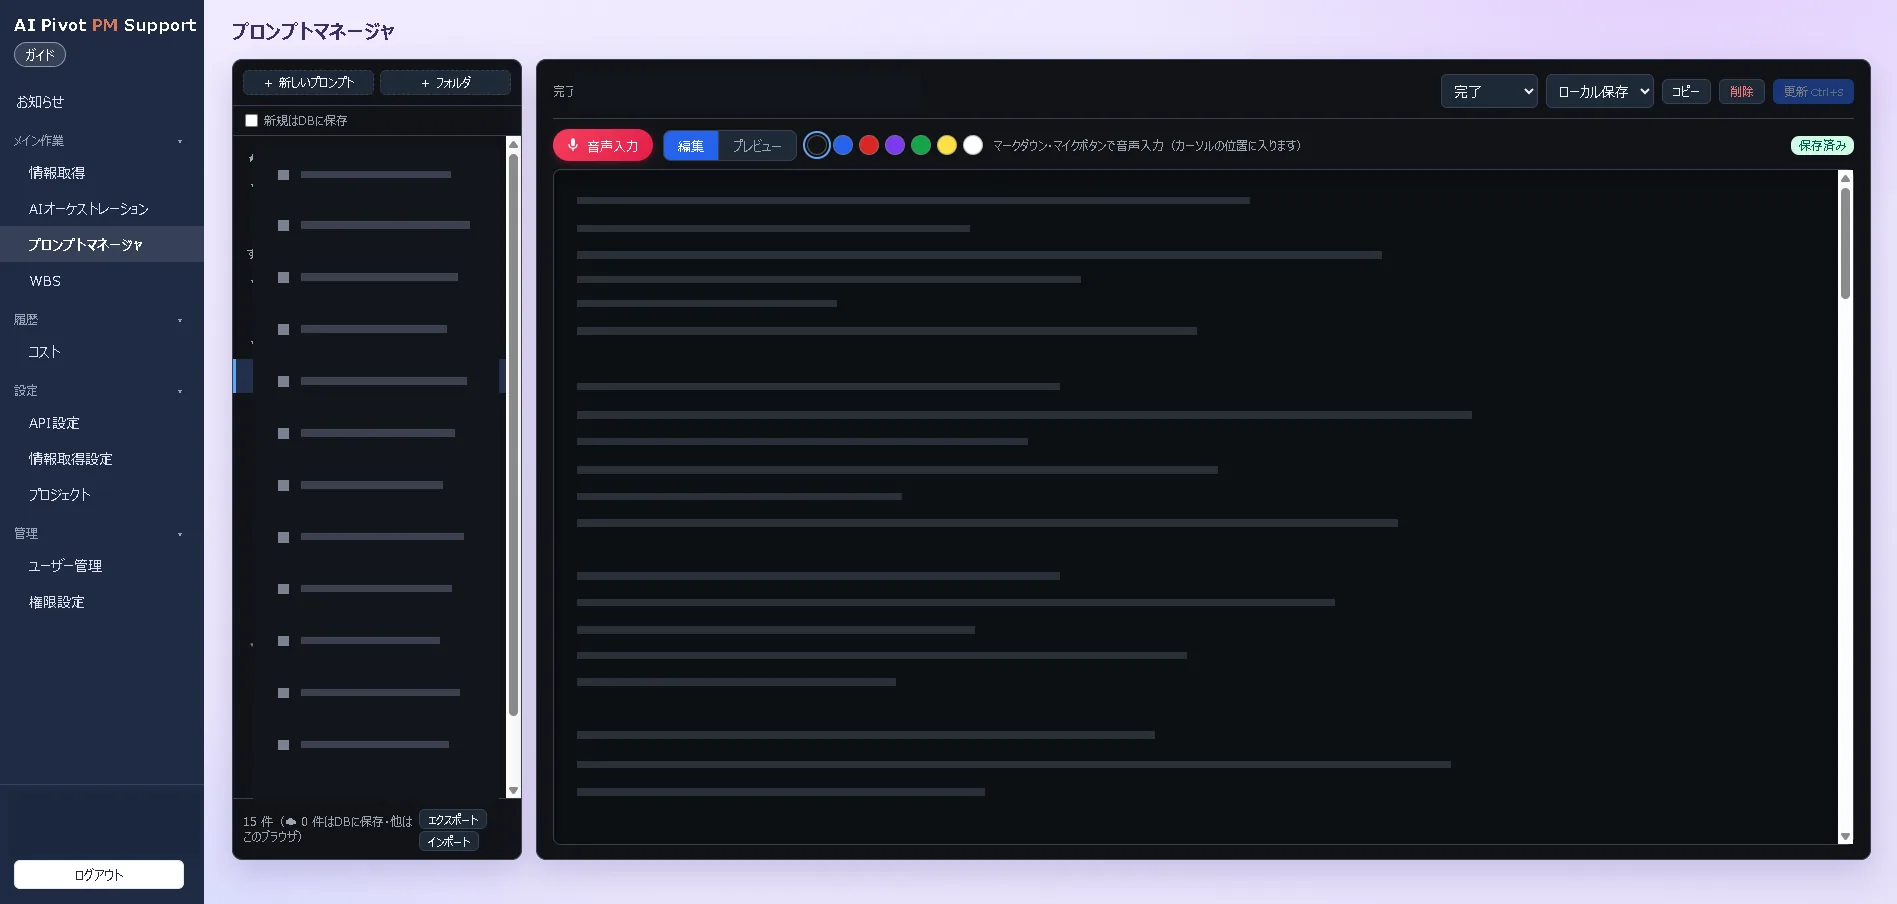 AI Pivot PM Support
ガイド
お知らせ
メイン作業
情報取得
AIオーケストレーション
プロンプトマネージャ
WBS
履歴
コスト
設定
API設定
情報取得設定
プロジェクト
管理
ユーザー管理
権限設定
ログアウト
プロンプトマネージャ
+ 新しいプロンプト
+ フォルダ
新規はDBに保存
す
15 件（☁ 0 件はDBに保存・他はこのブラウザ）
エクスポート
インポート
完了
完了
ローカル保存
コピー
削除
更新 Ctrl+S
音声入力
編集
プレビュー
マークダウン・マイクボタンで音声入力（カーソルの位置に入ります）
保存済み